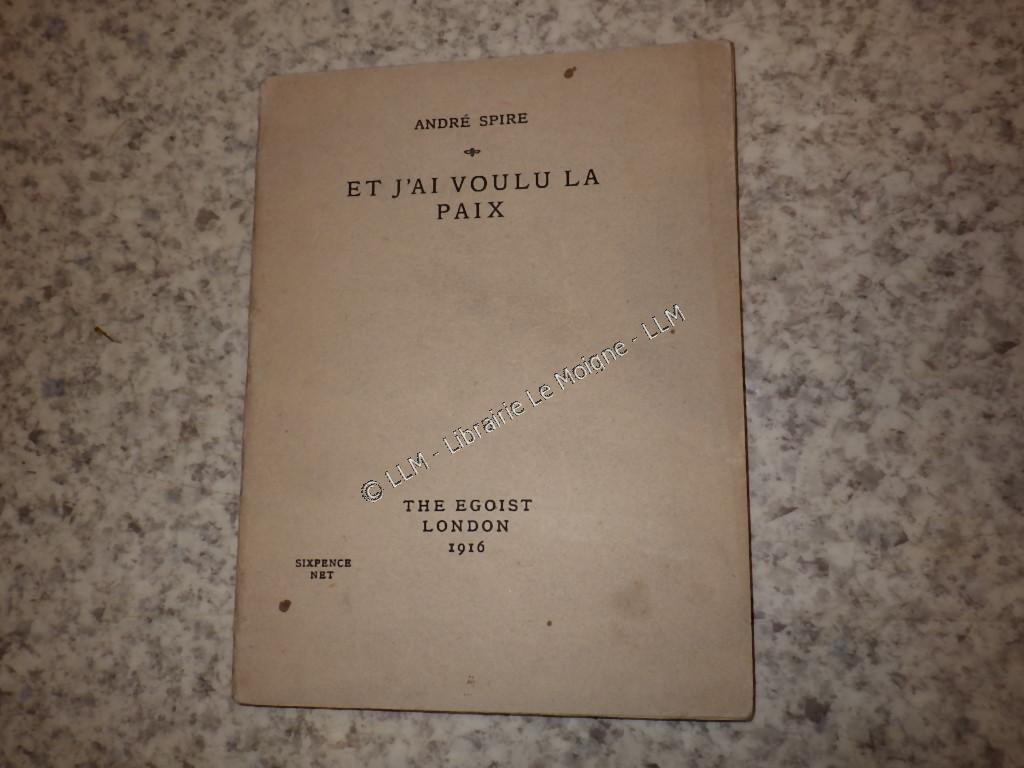 ANDRÉ SPIRE
ET J'AI VOULU LA
PAIX
© LLM - Librairie Le Moigne - LLM
THE EGOIST
LONDON
1916
SIXPENCE
NET